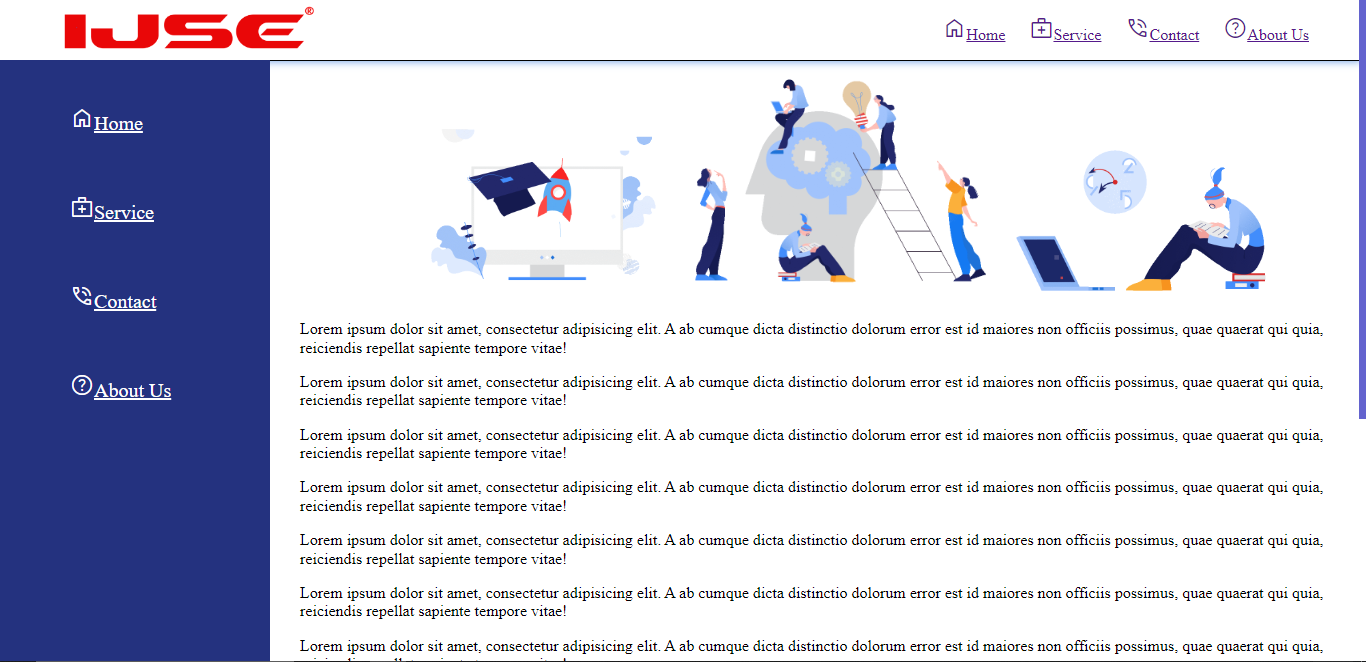 IJSE®
Home Service Contact About Us
Home
Service
Contact
About Us
2
5
Lorem ipsum dolor sit amet, consectetur adipisicing elit. A ab cumque dicta distinctio dolorum error est id maiores non officiis possimus, quae quaerat qui quia,
reiciendis repellat sapiente tempore vitae!
Lorem ipsum dolor sit amet, consectetur adipisicing elit. A ab cumque dicta distinctio dolorum error est id maiores non officiis possimus, quae quaerat qui quia,
reiciendis repellat sapiente tempore vitae!
Lorem ipsum dolor sit amet, consectetur adipisicing elit. A ab cumque dicta distinctio dolorum error est id maiores non officiis possimus, quae quaerat qui quia,
reiciendis repellat sapiente tempore vitae!
Lorem ipsum dolor sit amet, consectetur adipisicing elit. A ab cumque dicta distinctio dolorum error est id maiores non officiis possimus, quae quaerat qui quia,
reiciendis repellat sapiente tempore vitae!
Lorem ipsum dolor sit amet, consectetur adipisicing elit. A ab cumque dicta distinctio dolorum error est id maiores non officiis possimus, quae quaerat qui quia,
reiciendis repellat sapiente tempore vitae!
Lorem ipsum dolor sit amet, consectetur adipisicing elit. A ab cumque dicta distinctio dolorum error est id maiores non officiis possimus, quae quaerat qui quia,
reiciendis repellat sapiente tempore vitae!
Lorem ipsum dolor sit amet, consectetur adipisicing elit. A ab cumque dicta distinctio dolorum error est id maiores non officiis possimus, quae quaerat qui quia,